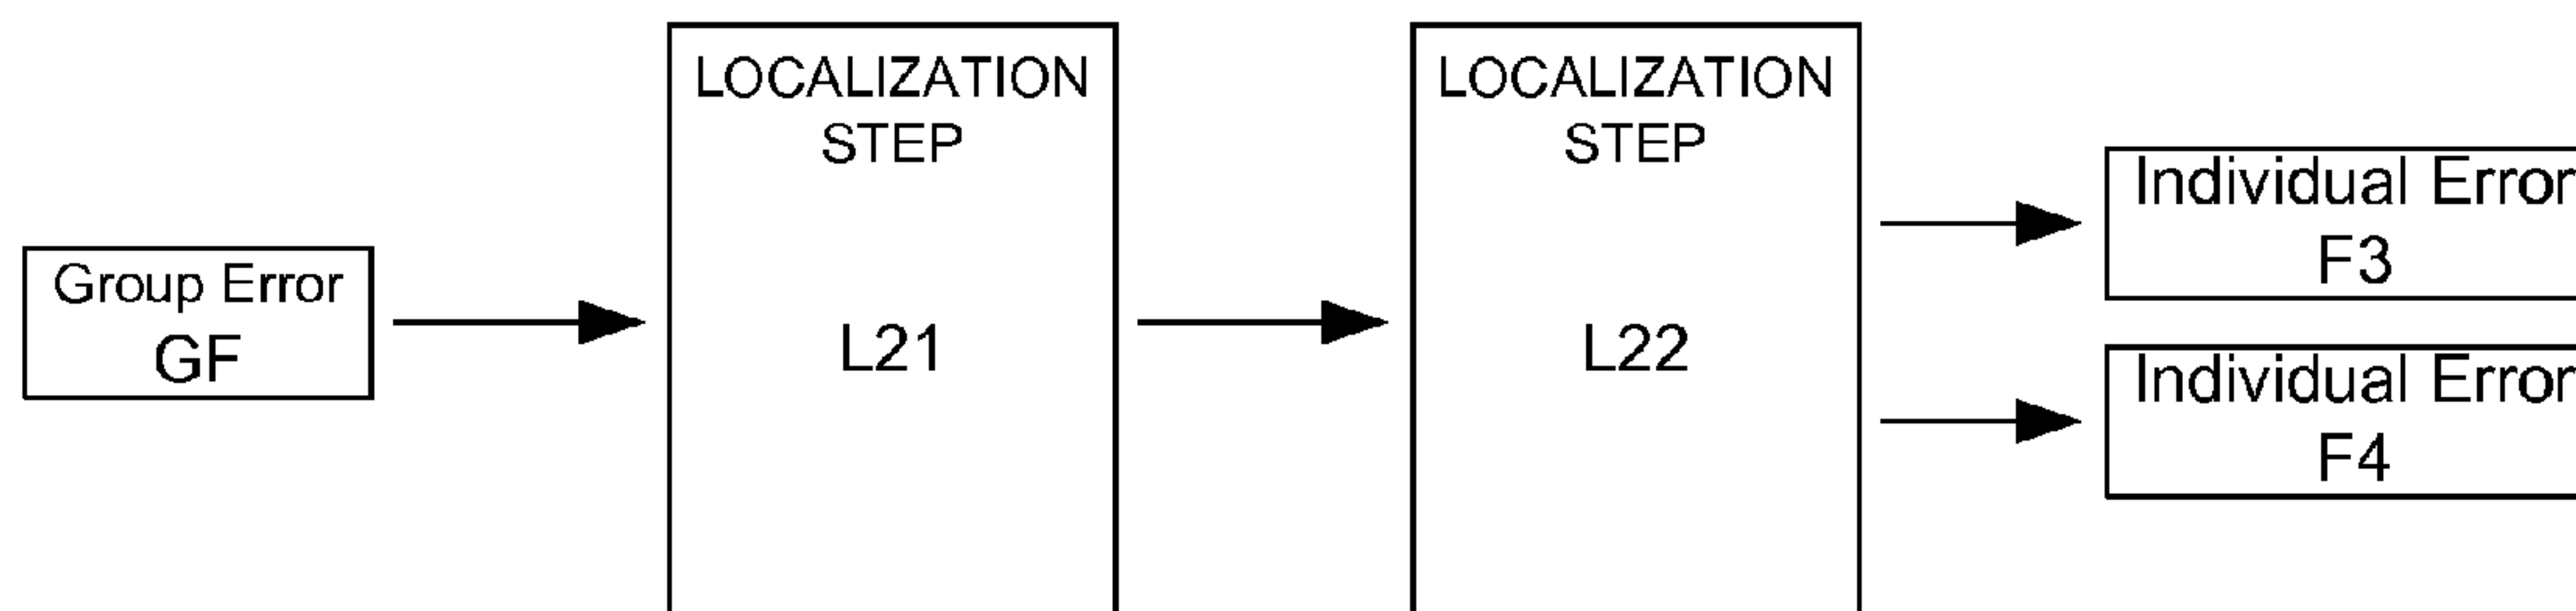 Group Error
GF
LOCALIZATION
STEP
L21
LOCALIZATION
STEP
L22
Individual Error
F3
Individual Error
F4